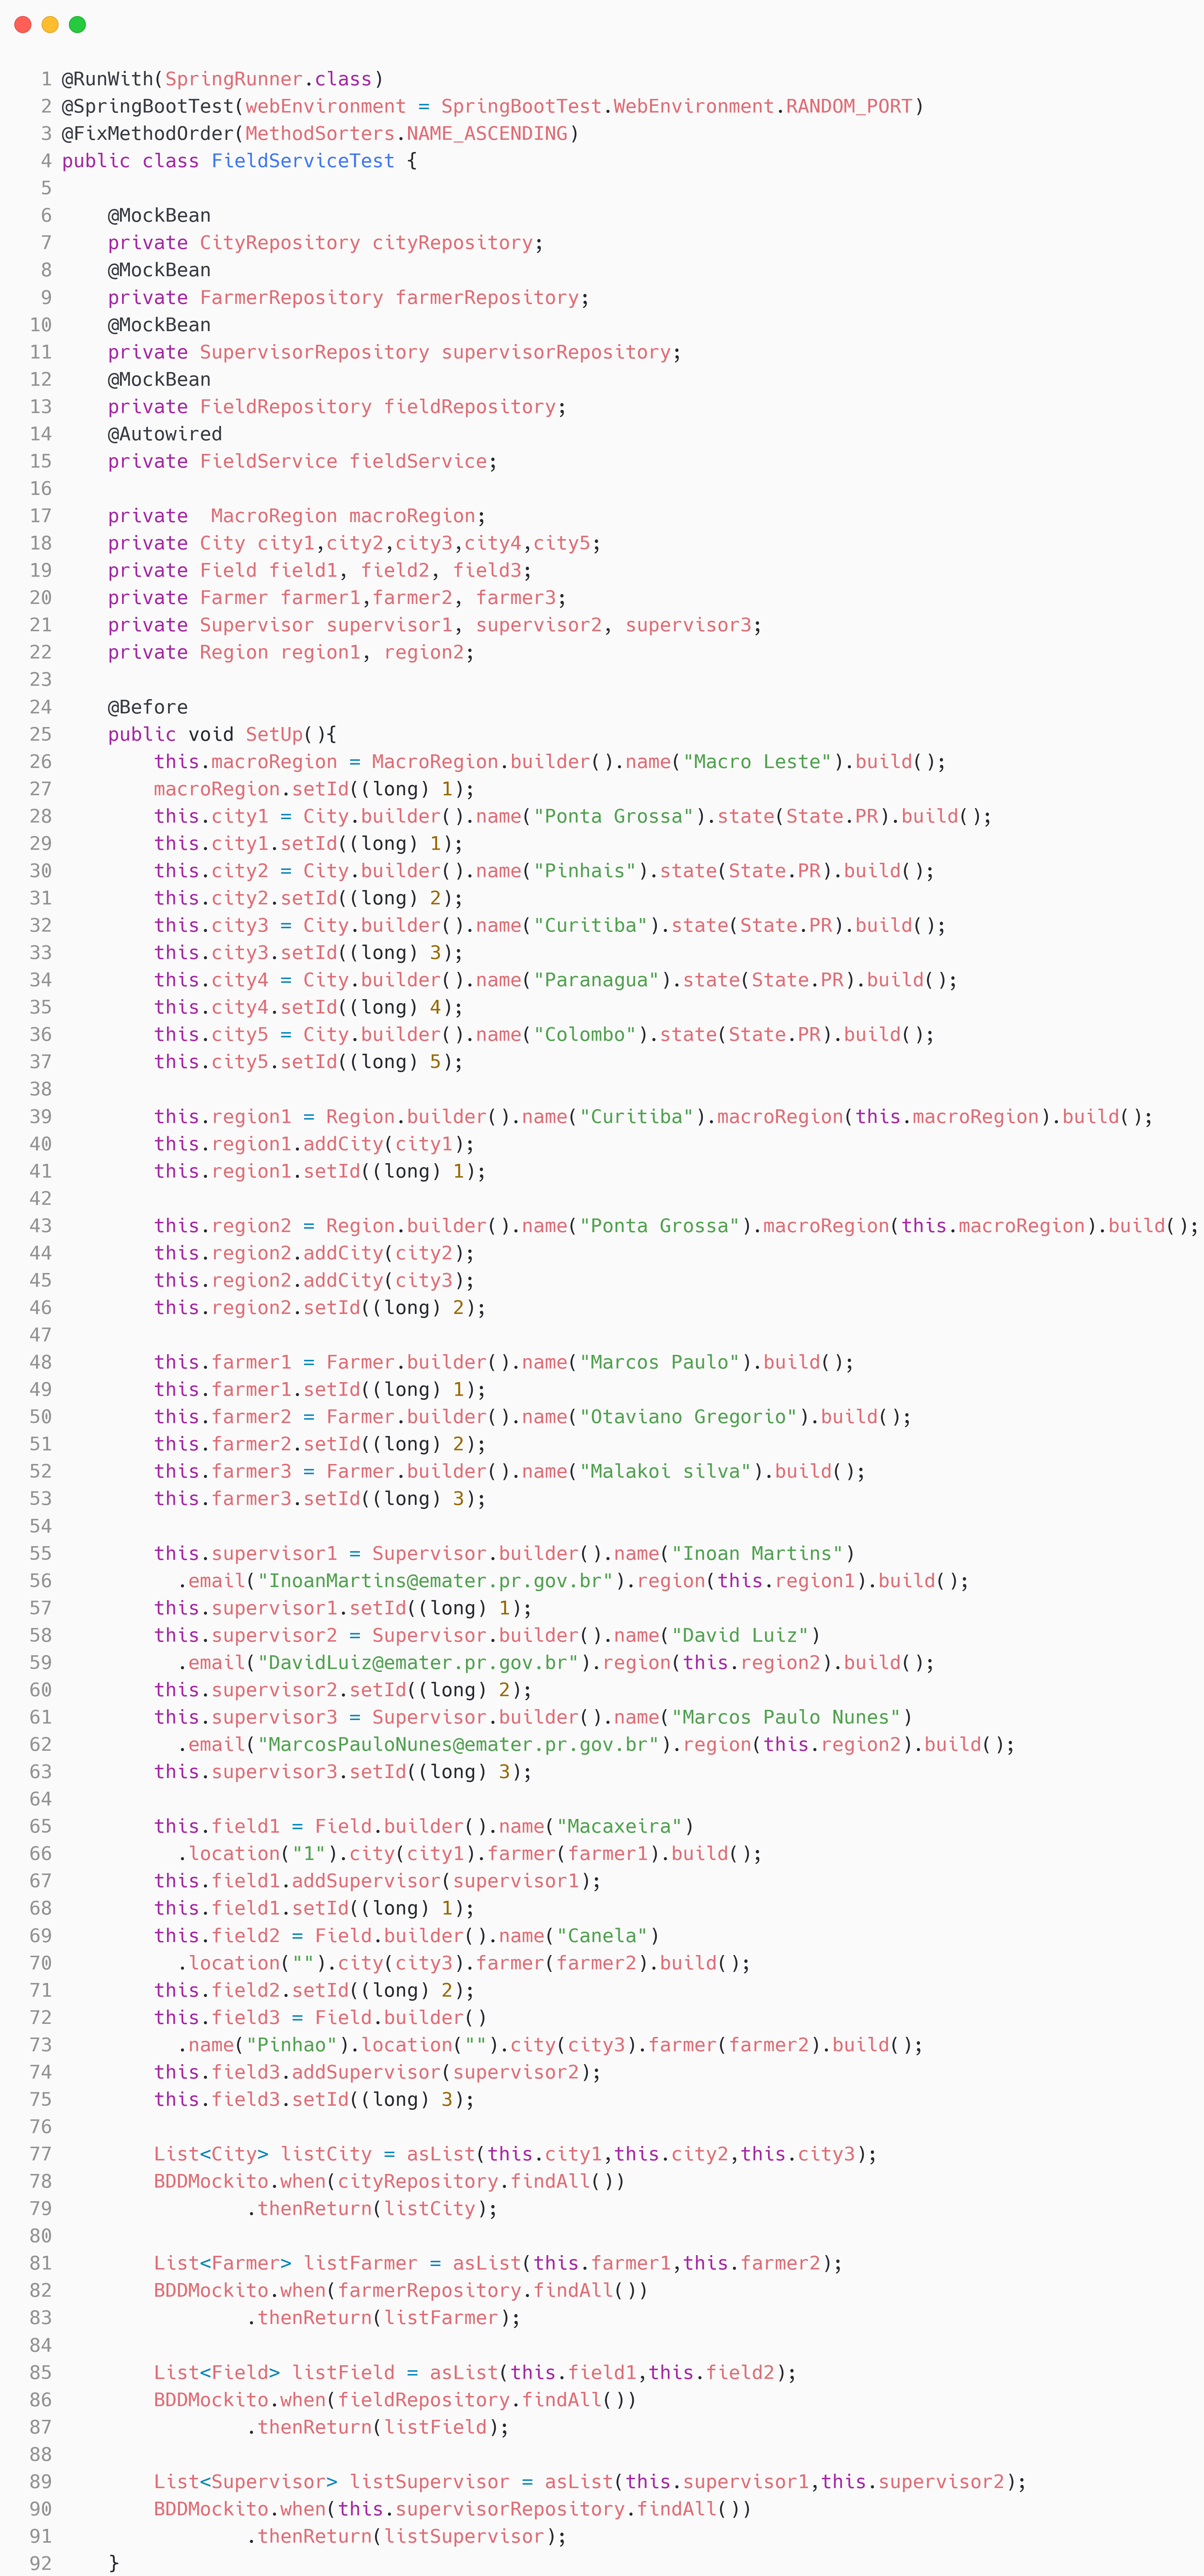 1 @RunWith(SpringRunner.class)
2 @SpringBootTest(webEnvironment = SpringBootTest.WebEnvironment.RANDOM_PORT)
3 @FixMethodOrder(MethodSorters.NAME_ASCENDING)
4 public class FieldServiceTest {
5
6     @MockBean
7     private CityRepository cityRepository;
8     @MockBean
9     private FarmerRepository farmerRepository;
10     @MockBean
11     private SupervisorRepository supervisorRepository;
12     @MockBean
13     private FieldRepository fieldRepository;
14     @Autowired
15     private FieldService fieldService;
16
17     private  MacroRegion macroRegion;
18     private City city1,city2,city3,city4,city5;
19     private Field field1, field2, field3;
20     private Farmer farmer1,farmer2, farmer3;
21     private Supervisor supervisor1, supervisor2, supervisor3;
22     private Region region1, region2;
23
24     @Before
25     public void SetUp(){
26         this.macroRegion = MacroRegion.builder().name("Macro Leste").build();
27         macroRegion.setId((long) 1);
28         this.city1 = City.builder().name("Ponta Grossa").state(State.PR).build();
29         this.city1.setId((long) 1);
30         this.city2 = City.builder().name("Pinhais").state(State.PR).build();
31         this.city2.setId((long) 2);
32         this.city3 = City.builder().name("Curitiba").state(State.PR).build();
33         this.city3.setId((long) 3);
34         this.city4 = City.builder().name("Paranagua").state(State.PR).build();
35         this.city4.setId((long) 4);
36         this.city5 = City.builder().name("Colombo").state(State.PR).build();
37         this.city5.setId((long) 5);
38
39         this.region1 = Region.builder().name("Curitiba").macroRegion(this.macroRegion).build();
40         this.region1.addCity(city1);
41         this.region1.setId((long) 1);
42
43         this.region2 = Region.builder().name("Ponta Grossa").macroRegion(this.macroRegion).build();
44         this.region2.addCity(city2);
45         this.region2.addCity(city3);
46         this.region2.setId((long) 2);
47
48         this.farmer1 = Farmer.builder().name("Marcos Paulo").build();
49         this.farmer1.setId((long) 1);
50         this.farmer2 = Farmer.builder().name("Otaviano Gregorio").build();
51         this.farmer2.setId((long) 2);
52         this.farmer3 = Farmer.builder().name("Malakoi silva").build();
53         this.farmer3.setId((long) 3);
54
55         this.supervisor1 = Supervisor.builder().name("Inoan Martins")
56           .email("InoanMartins@emater.pr.gov.br").region(this.region1).build();
57         this.supervisor1.setId((long) 1);
58         this.supervisor2 = Supervisor.builder().name("David Luiz")
59           .email("DavidLuiz@emater.pr.gov.br").region(this.region2).build();
60         this.supervisor2.setId((long) 2);
61         this.supervisor3 = Supervisor.builder().name("Marcos Paulo Nunes")
62           .email("MarcosPauloNunes@emater.pr.gov.br").region(this.region2).build();
63         this.supervisor3.setId((long) 3);
64
65         this.field1 = Field.builder().name("Macaxeira")
66           .location("1").city(city1).farmer(farmer1).build();
67         this.field1.addSupervisor(supervisor1);
68         this.field1.setId((long) 1);
69         this.field2 = Field.builder().name("Canela")
70           .location("").city(city3).farmer(farmer2).build();
71         this.field2.setId((long) 2);
72         this.field3 = Field.builder()
73           .name("Pinhao").location("").city(city3).farmer(farmer2).build();
74         this.field3.addSupervisor(supervisor2);
75         this.field3.setId((long) 3);
76
77         List<City> listCity = asList(this.city1,this.city2,this.city3);
78         BDDMockito.when(cityRepository.findAll())
79                 .thenReturn(listCity);
80
81         List<Farmer> listFarmer = asList(this.farmer1,this.farmer2);
82         BDDMockito.when(farmerRepository.findAll())
83                 .thenReturn(listFarmer);
84
85         List<Field> listField = asList(this.field1,this.field2);
86         BDDMockito.when(fieldRepository.findAll())
87                 .thenReturn(listField);
88
89         List<Supervisor> listSupervisor = asList(this.supervisor1,this.supervisor2);
90         BDDMockito.when(this.supervisorRepository.findAll())
91                 .thenReturn(listSupervisor);
92     }